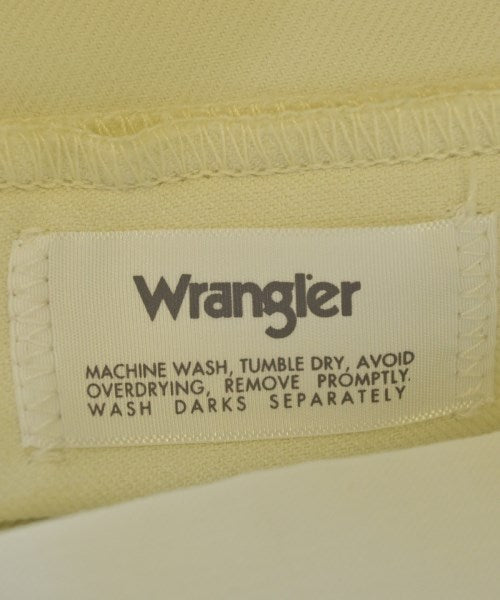 Wrangler
MACHINE WASH, TUMBLE DRY, AVOID
OVERDRYING, REMOVE PROMPTLY.
WASH DARKS SEPARATELY